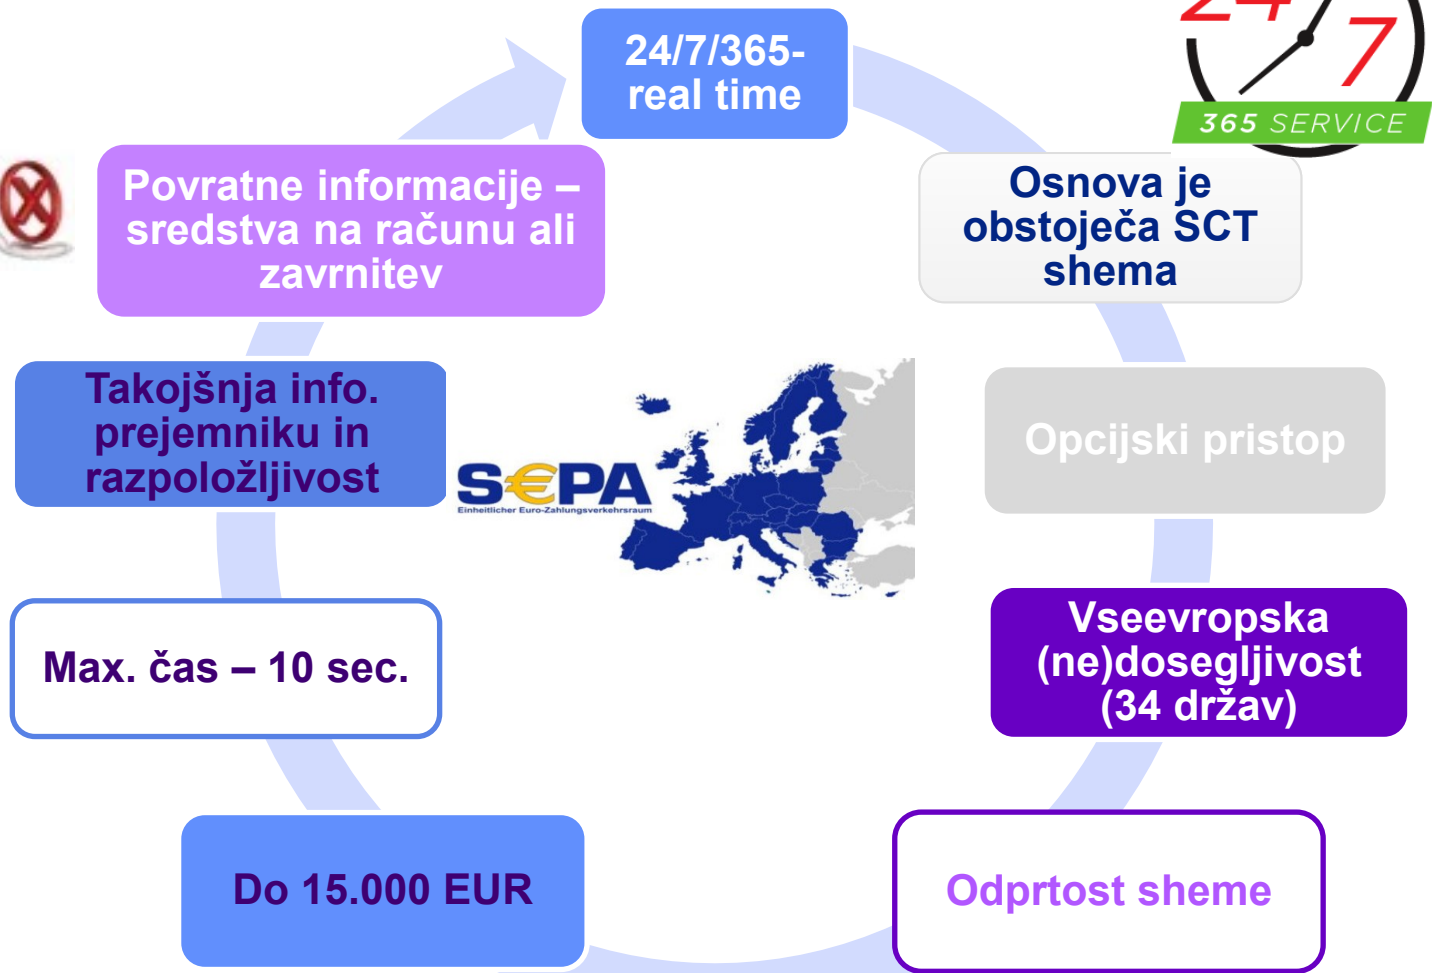 24/7/365-
real time
24
7
365 SERVICE
Osnova je
obstoječa SCT
shema
Opcijski pristop
Vseevropska
(ne)dosegljivost
(34 držav)
Odprtost sheme
Do 15.000 EUR
Max. čas – 10 sec.
Takojšnja info.
prejemniku in
razpoložljivost
Povratne informacije –
sredstva na računu ali
zavrnitev
S€PA
Einheitlicher Euro-Zahlungsverkehrsraum